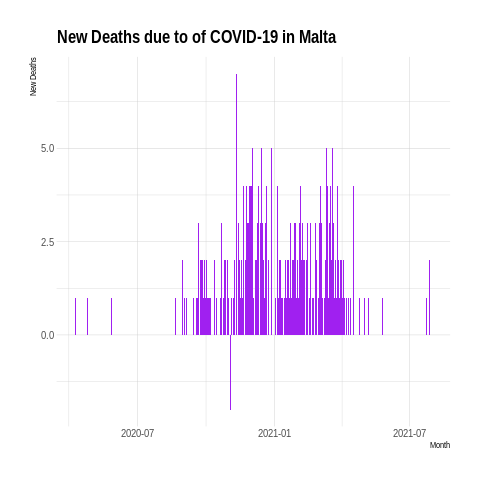 New Deaths due to of COVID-19 in Malta
New Deaths
5.0
2.5
0.0
2020-07
2021-01
2021-07
Month